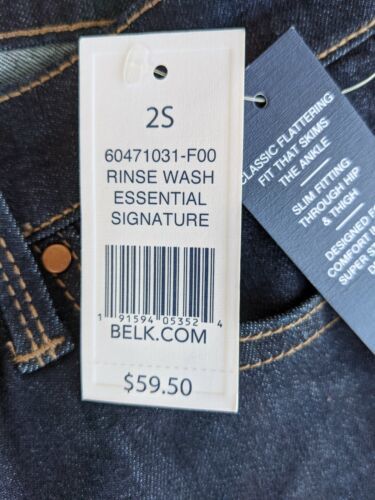 2S
60471031-F00
RINSE WASH
ESSENTIAL
SIGNATURE
1 91594 05352 4
BELK.COM
$59.50
CLASSIC FLATTERING
FIT THAT SKIMS
THE ANKLE
SLIM FITTING
THROUGH HIP
& THIGH
DESIGNED F
COMFORT I
SUPER S
D